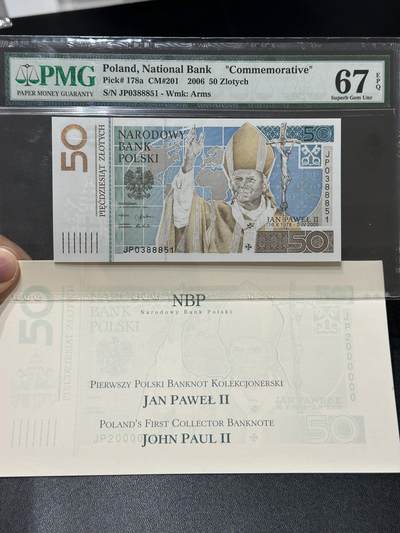 PMG
PAPER MONEY GUARANTY
Poland, National Bank "Commemorative"
Pick# 178a CM#201 2006 50 Zlotych
S/N JP0388851 - Wmk: Arms
67 EPQ
Superb Gem Unc
50
PIĘĆDZIESIĄT ZŁOTYCH
NARODOWY
BANK
POLSKI
50
JP0388851
JAN PAWEŁ II
16 X 1978 - 2 IV 2005
JP0388851
50
NBP
Narodowy Bank Polski
PIERWSZY POLSKI BANKNOT KOLEKCJONERSKI
JAN PAWEŁ II
POLAND'S FIRST COLLECTOR BANKNOTE
JOHN PAUL II